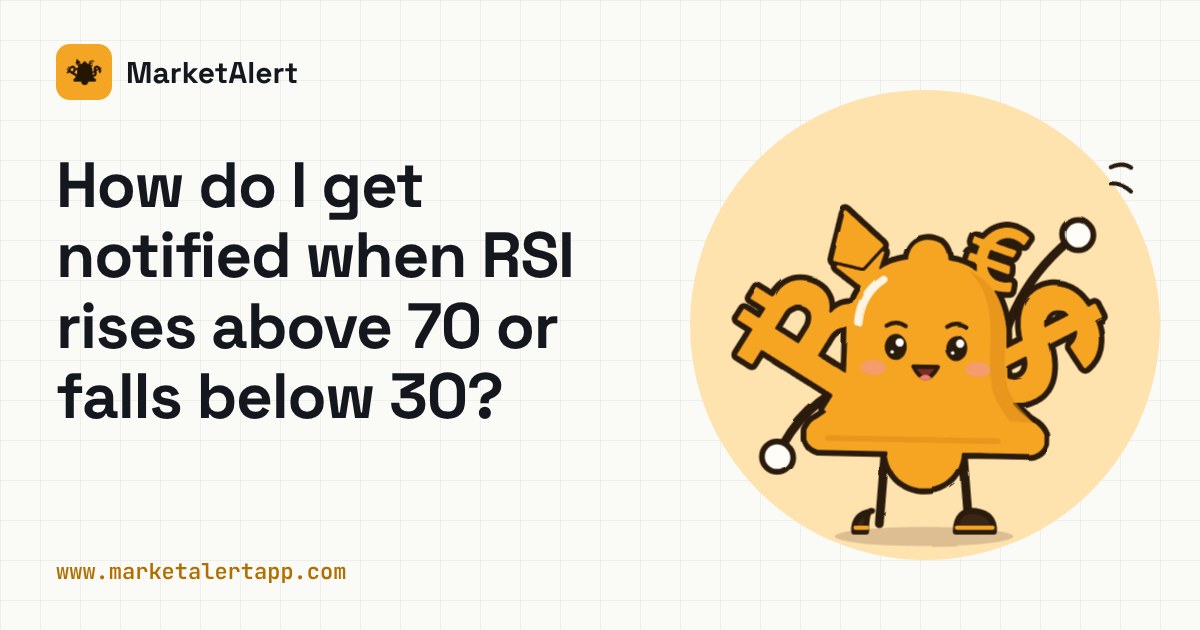 MarketAlert
How do I get
notified when RSI
rises above 70 or
falls below 30?
www.marketalertapp.com